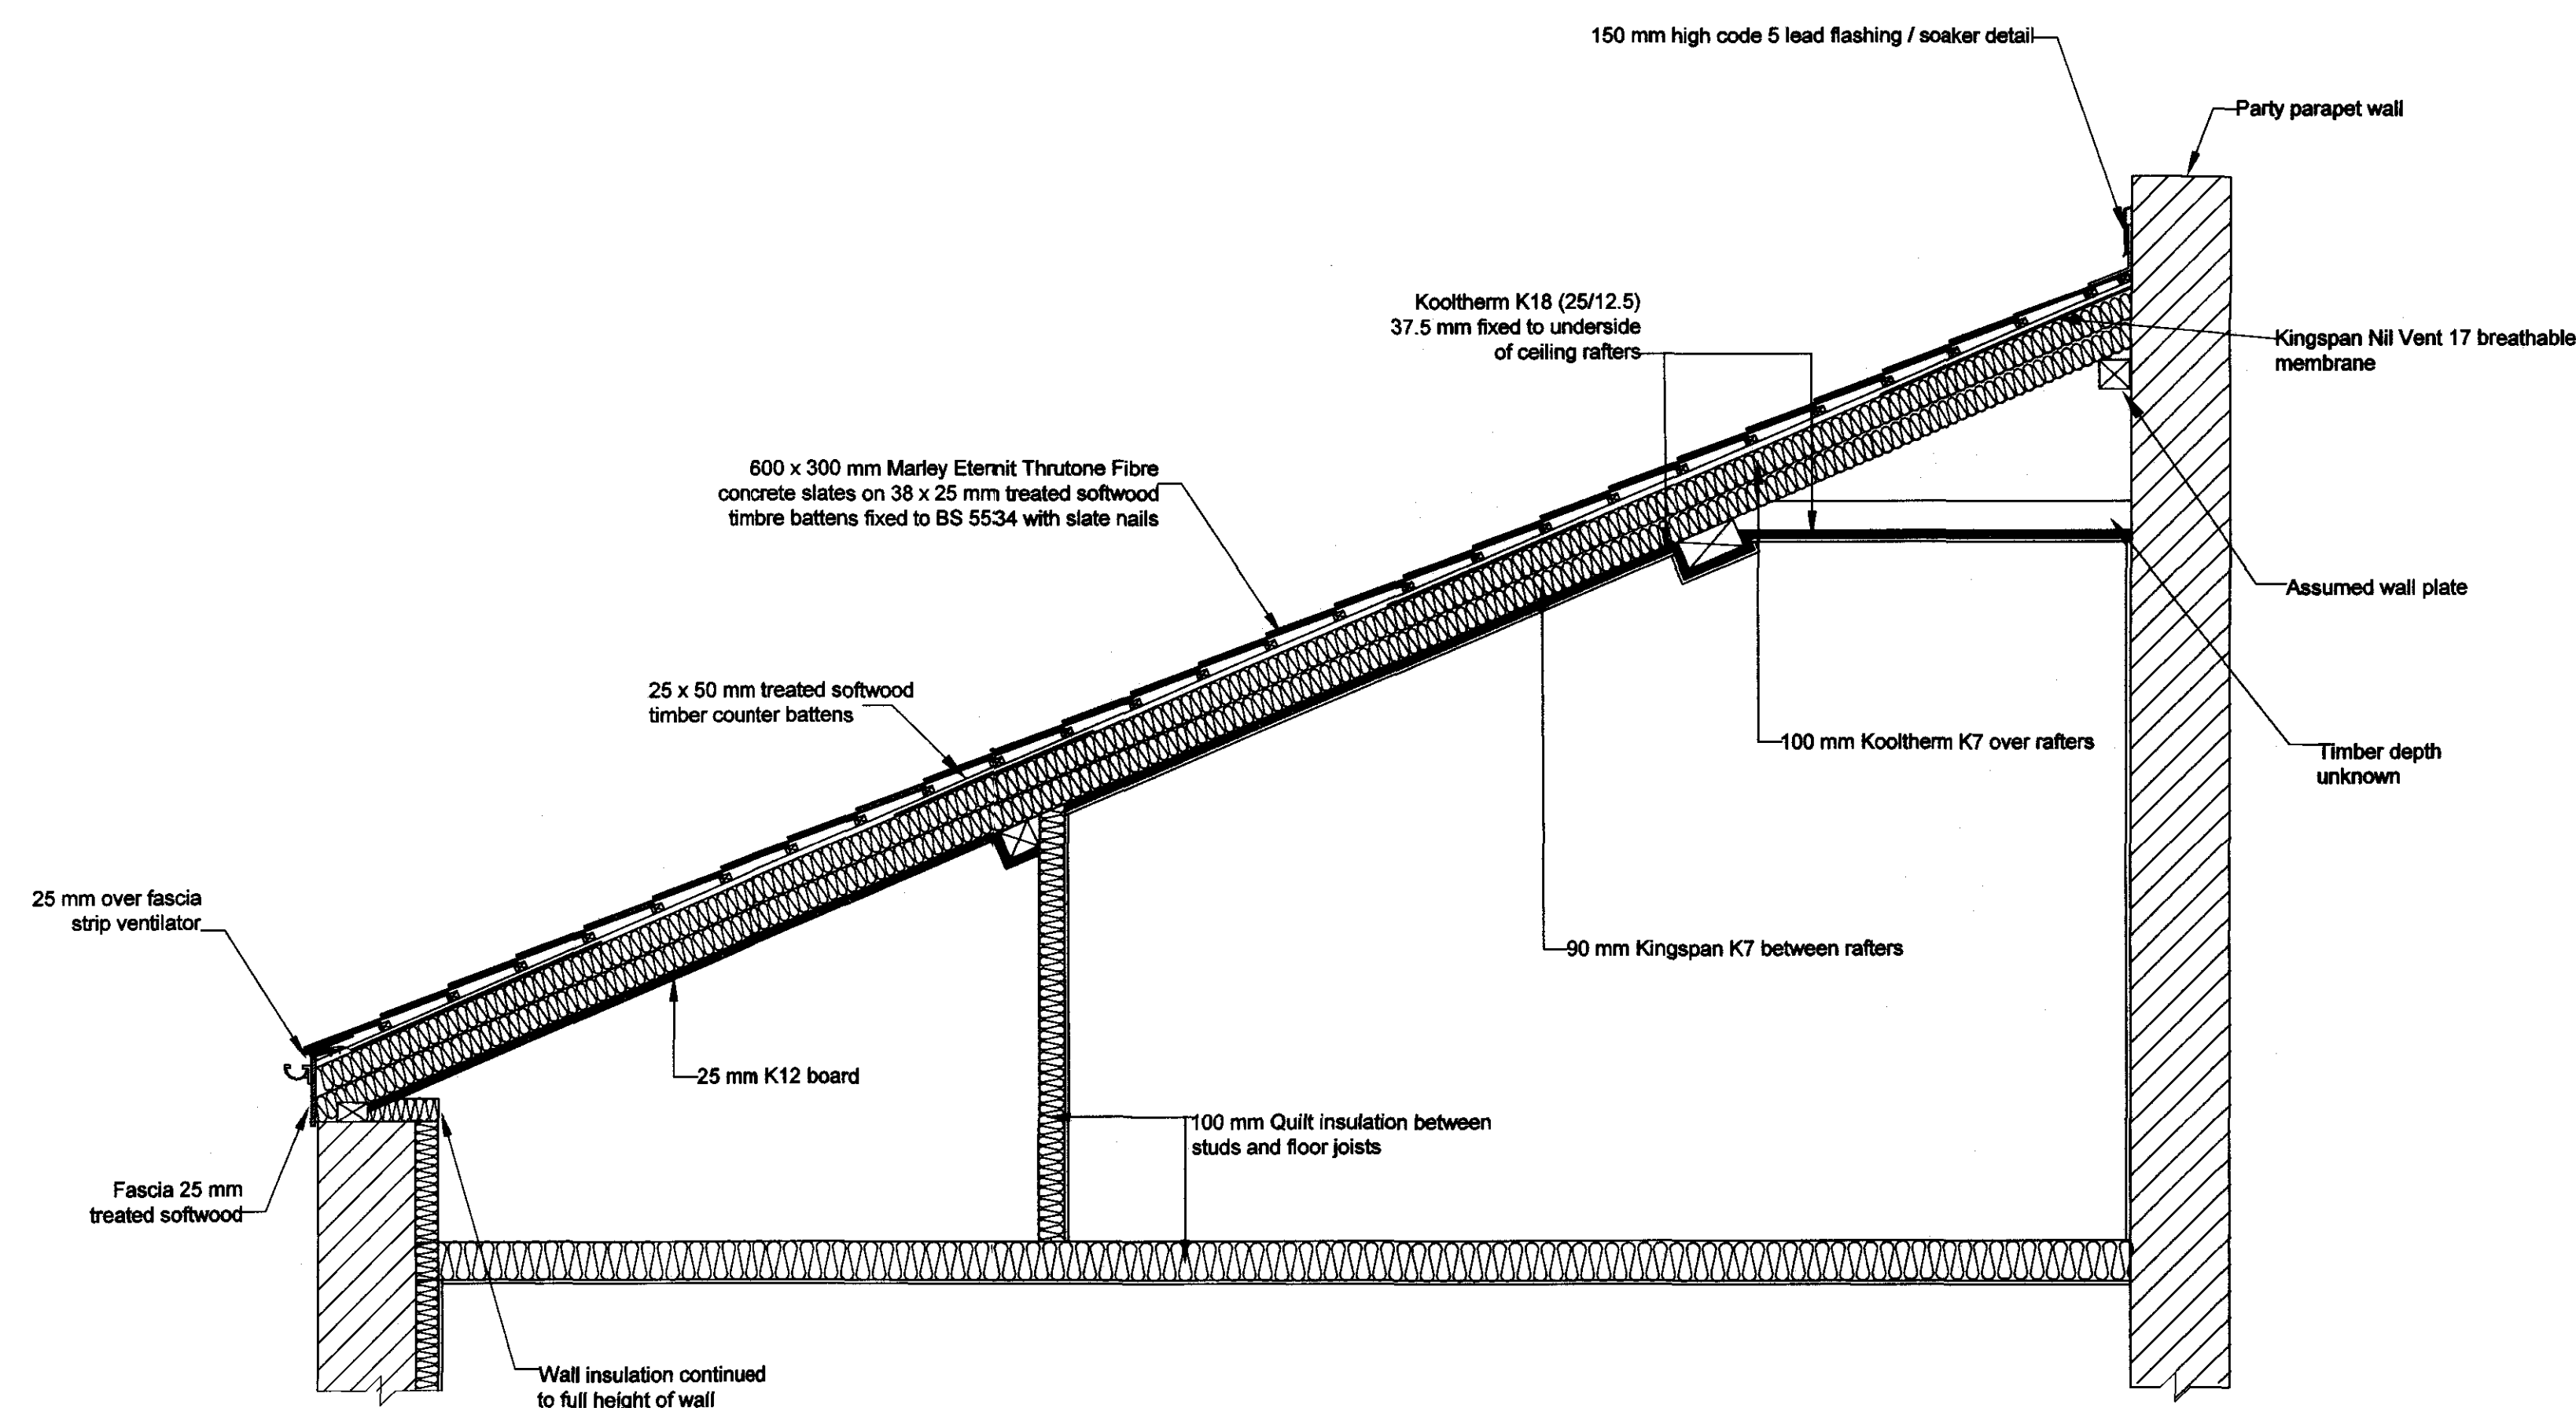 150 mm high code 5 lead flashing / soaker detail
Party parapet wall
Kooltherm K18 (25/12.5)
37.5 mm fixed to underside
of ceiling rafters
Kingspan Nil Vent 17 breathable
membrane
600 x 300 mm Marley Eternit Thrutone Fibre
concrete slates on 38 x 25 mm treated softwood
timbre battens fixed to BS 5534 with slate nails
Assumed wall plate
25 x 50 mm treated softwood
timber counter battens
100 mm Kooltherm K7 over rafters
Timber depth
unknown
25 mm over fascia
strip ventilator
90 mm Kingspan K7 between rafters
25 mm K12 board
100 mm Quilt insulation between
studs and floor joists
Fascia 25 mm
treated softwood
Wall insulation continued
to full height of wall